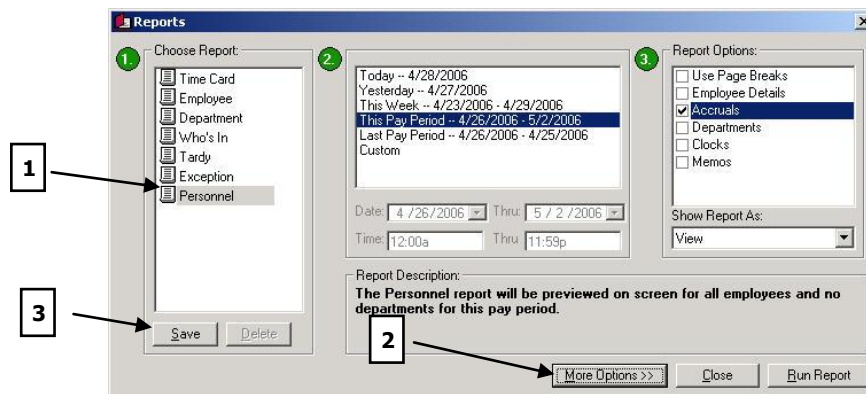 Reports
1. Choose Report:
Time Card
Employee
Department
Who's In
Tardy
Exception
Personnel
Save Delete
2.
Today -- 4/28/2006
Yesterday -- 4/27/2006
This Week -- 4/23/2006 - 4/29/2006
This Pay Period -- 4/26/2006 - 5/2/2006
Last Pay Period -- 4/26/2006 - 4/25/2006
Custom
Date: 4 /26/2006 Thru: 5 / 2 /2006
Time: 12:00a Thru 11:59p
3. Report Options:
Use Page Breaks
Employee Details
Accruals
Departments
Clocks
Memos
Show Report As:
View
Report Description:
The Personnel report will be previewed on screen for all employees and no
departments for this pay period.
More Options >> Close Run Report
1
3
2